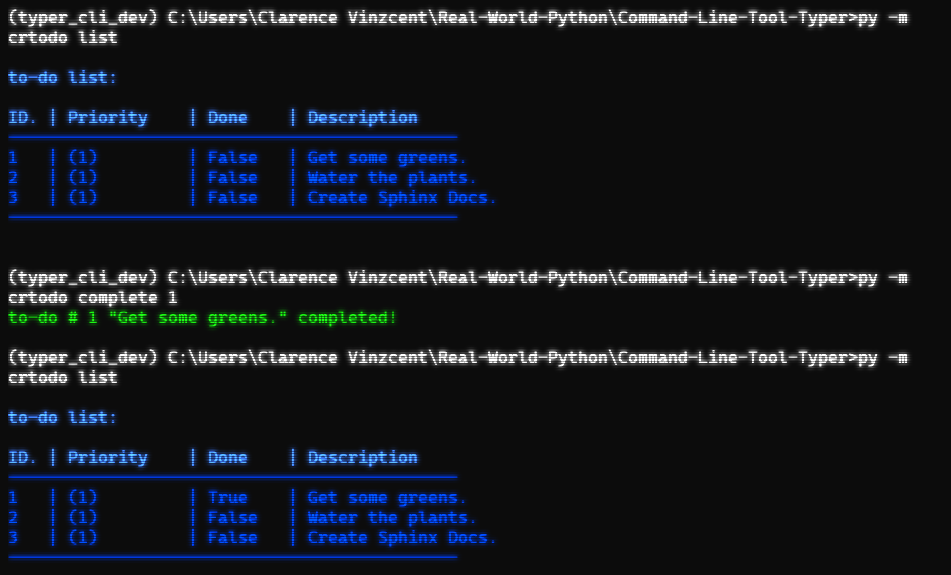 (typer_cli_dev) C:\Users\Clarence Vinzcent\Real-World-Python\Command-Line-Tool-Typer>py -m
crtodo list
to-do list:
ID. | Priority | Done | Description
1 | (1) | False | Get some greens.
2 | (1) | False | Water the plants.
3 | (1) | False | Create Sphinx Docs.
(typer_cli_dev) C:\Users\Clarence Vinzcent\Real-World-Python\Command-Line-Tool-Typer>py -m
crtodo complete 1
to-do # 1 "Get some greens." completed!
(typer_cli_dev) C:\Users\Clarence Vinzcent\Real-World-Python\Command-Line-Tool-Typer>py -m
crtodo list
to-do list:
ID. | Priority | Done | Description
1 | (1) | True | Get some greens.
2 | (1) | False | Water the plants.
3 | (1) | False | Create Sphinx Docs.